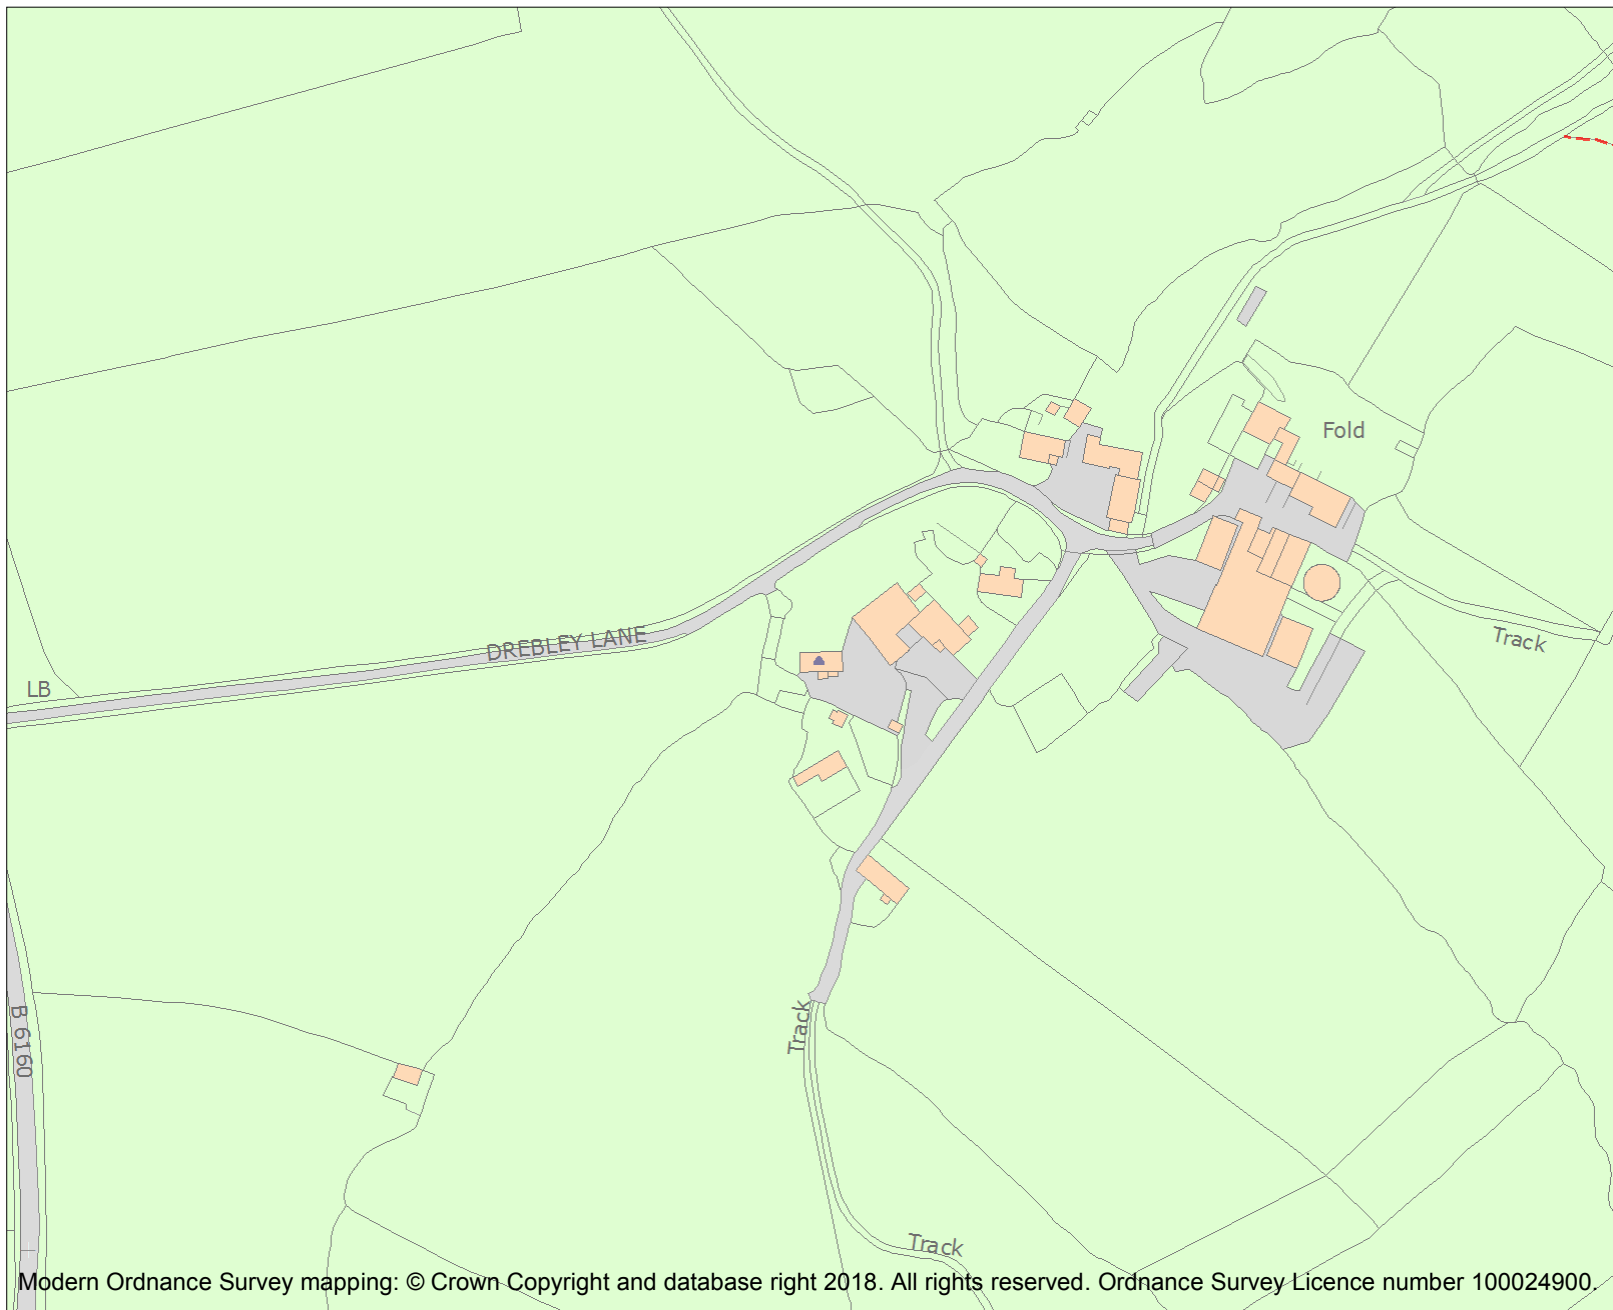 Fold
DREBLEY LANE
Track
LB
B 6160
Track
Track
Modern Ordnance Survey mapping: © Crown Copyright and database right 2018. All rights reserved. Ordnance Survey Licence number 100024900.